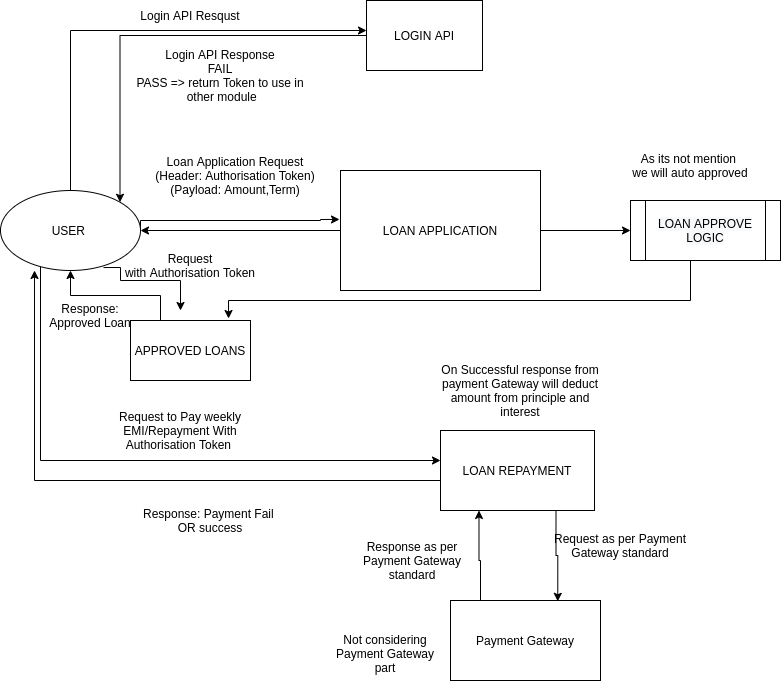 Login API Resqust
LOGIN API
Login API Response
FAIL
PASS => return Token to use in
other module
Loan Application Request
(Header: Authorisation Token)
(Payload: Amount,Term)
As its not mention
we will auto approved
USER
LOAN APPLICATION
LOAN APPROVE
LOGIC
Request
with Authorisation Token
Response:
Approved Loan
APPROVED LOANS
On Successful response from
payment Gateway will deduct
amount from principle and
interest
Request to Pay weekly
EMI/Repayment With
Authorisation Token
LOAN REPAYMENT
Response: Payment Fail
OR success
Response as per
Payment Gateway
standard
Request as per Payment
Gateway standard
Not considering
Payment Gateway
part
Payment Gateway